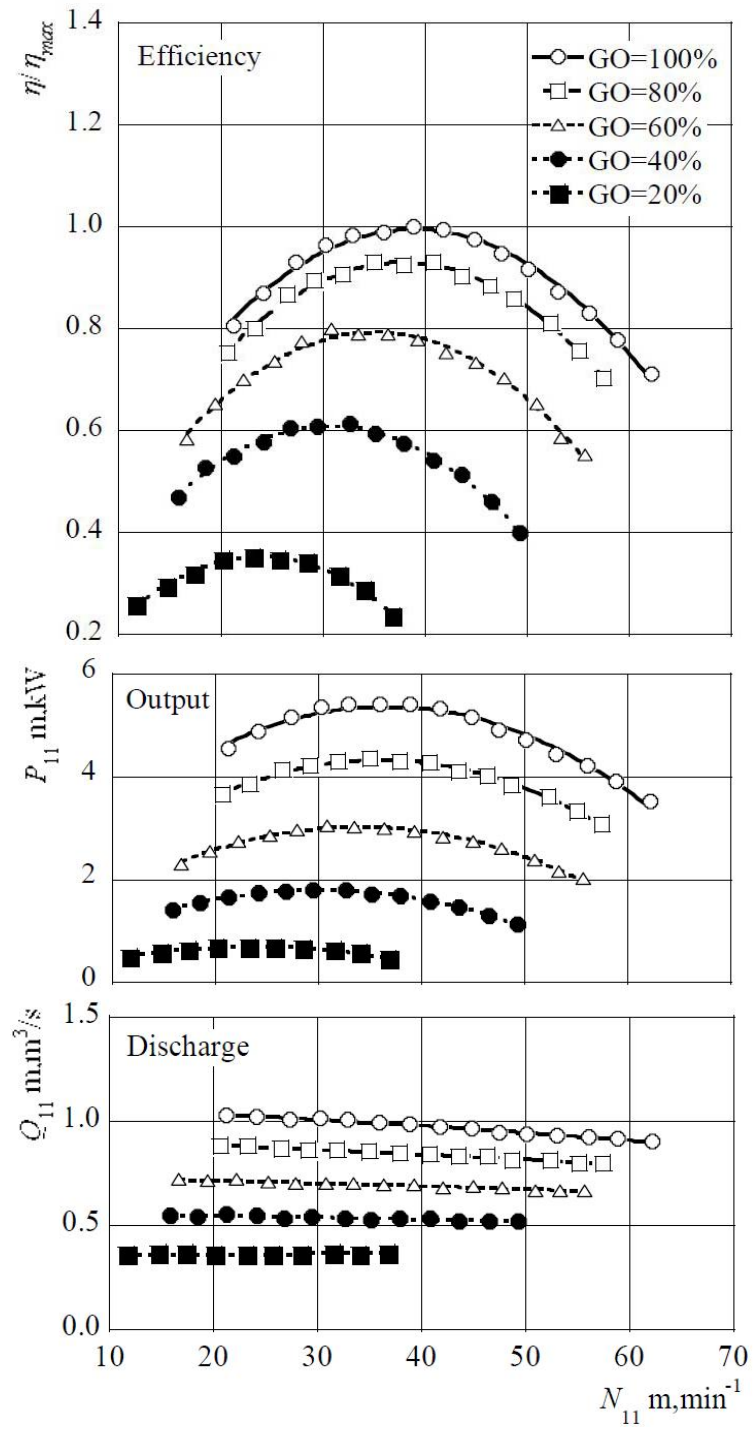 η/η_max
1.4
1.2
1.0
0.8
0.6
0.4
0.2
Efficiency
GO=100%
GO=80%
GO=60%
GO=40%
GO=20%
P₁₁ m.kW
6
4
2
0
Output
Q₁₁ m.m³/s
1.5
1.0
0.5
0.0
Discharge
10 20 30 40 50 60 70
N₁₁ m,min⁻¹